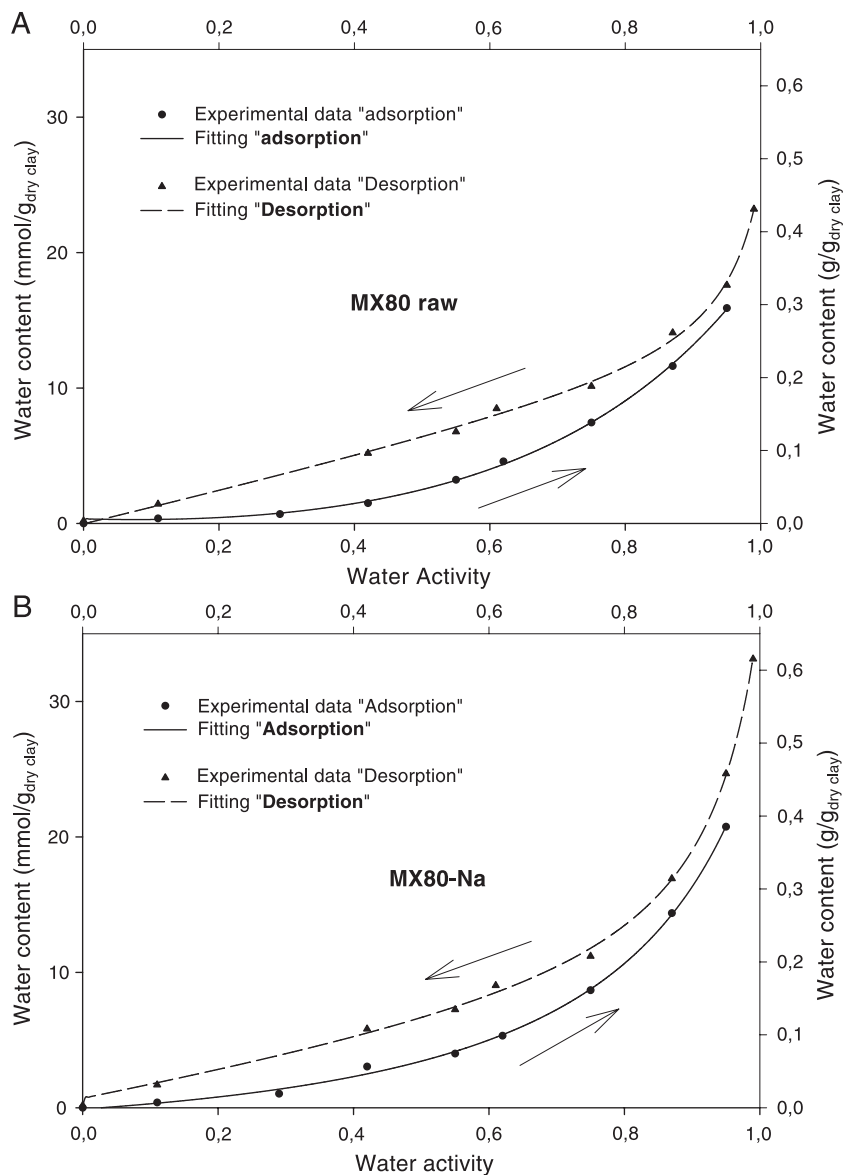 A
0,0 0,2 0,4 0,6 0,8 1,0
Experimental data "adsorption"
Fitting "adsorption"
Experimental data "Desorption"
Fitting "Desorption"
MX80 raw
30
20
10
0
Water content (mmol/g dry clay)
0,6
0,5
0,4
0,3
0,2
0,1
0,0
Water content (g/g dry clay)
0,0 0,2 0,4 0,6 0,8 1,0
Water Activity
B
0,0 0,2 0,4 0,6 0,8 1,0
Experimental data "Adsorption"
Fitting "Adsorption"
Experimental data "Desorption"
Fitting "Desorption"
MX80-Na
30
20
10
0
Water content (mmol/g dry clay)
0,6
0,5
0,4
0,3
0,2
0,1
0,0
Water content (g/g dry clay)
0,0 0,2 0,4 0,6 0,8 1,0
Water activity